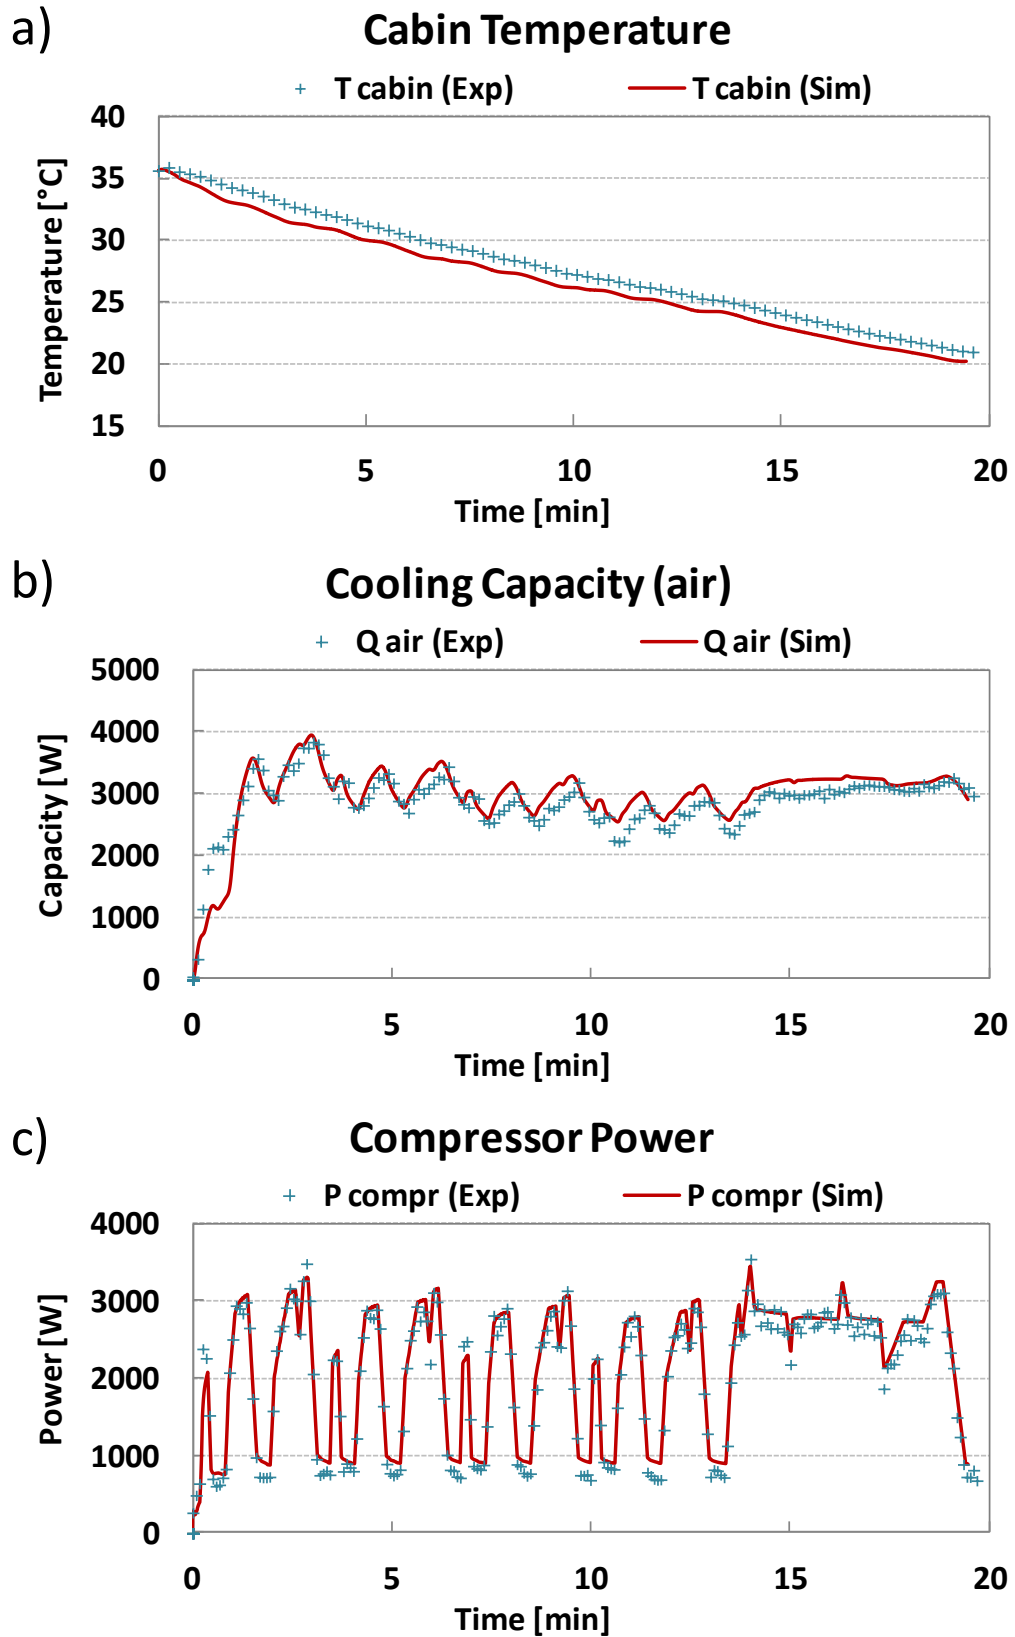 a) Cabin Temperature
T cabin (Exp) T cabin (Sim)
40
35
30
25
20
15
Temperature [°C]
0 5 10 15 20
Time [min]
b) Cooling Capacity (air)
Q air (Exp) Q air (Sim)
5000
4000
3000
2000
1000
0
Capacity [W]
0 5 10 15 20
Time [min]
c) Compressor Power
P compr (Exp) P compr (Sim)
4000
3000
2000
1000
0
Power [W]
0 5 10 15 20
Time [min]